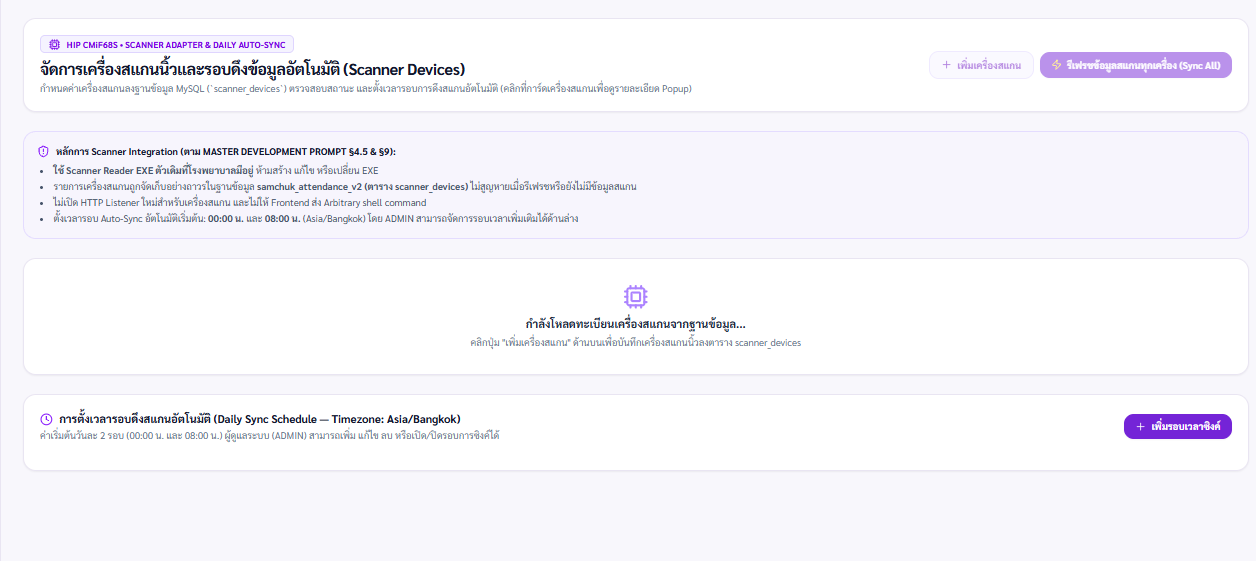 HIP CMiF68S • SCANNER ADAPTER & DAILY AUTO-SYNC
จัดการเครื่องสแกนนิ้วและรอบดึงข้อมูลอัตโนมัติ (Scanner Devices)
กำหนดค่าเครื่องสแกนลงฐานข้อมูล MySQL (`scanner_devices`) ตรวจสอบสถานะ และตั้งเวลารอบการดึงสแกนอัตโนมัติ (คลิกที่การ์ดเครื่องสแกนเพื่อดูรายละเอียด Popup)
+ เพิ่มเครื่องสแกน
รีเฟรชข้อมูลสแกนทุกเครื่อง (Sync All)
หลักการ Scanner Integration (ตาม MASTER DEVELOPMENT PROMPT §4.5 & §9):
• ใช้ Scanner Reader EXE ตัวเดิมที่โรงพยาบาลมีอยู่ ห้ามสร้าง แก้ไข หรือเปลี่ยน EXE
• รายการเครื่องสแกนถูกจัดเก็บอย่างถาวรในฐานข้อมูล samchuk_attendance_v2 (ตาราง scanner_devices) ไม่สูญหายเมื่อรีเฟรชหรือยังไม่มีข้อมูลสแกน
• ไม่เปิด HTTP Listener ใหม่สำหรับเครื่องสแกน และไม่ให้ Frontend ส่ง Arbitrary shell command
• ตั้งเวลารอบ Auto-Sync อัตโนมัติเริ่มต้น: 00:00 น. และ 08:00 น. (Asia/Bangkok) โดย ADMIN สามารถจัดการรอบเวลาเพิ่มเติมได้ด้านล่าง
กำลังโหลดทะเบียนเครื่องสแกนจากฐานข้อมูล...
คลิกปุ่ม "เพิ่มเครื่องสแกน" ด้านบนเพื่อบันทึกเครื่องสแกนนิ้วลงตาราง scanner_devices
การตั้งเวลารอบดึงสแกนอัตโนมัติ (Daily Sync Schedule — Timezone: Asia/Bangkok)
ค่าเริ่มต้นวันละ 2 รอบ (00:00 น. และ 08:00 น.) ผู้ดูแลระบบ (ADMIN) สามารถเพิ่ม แก้ไข ลบ หรือเปิด/ปิดรอบการซิงค์ได้
+ เพิ่มรอบเวลาซิงค์